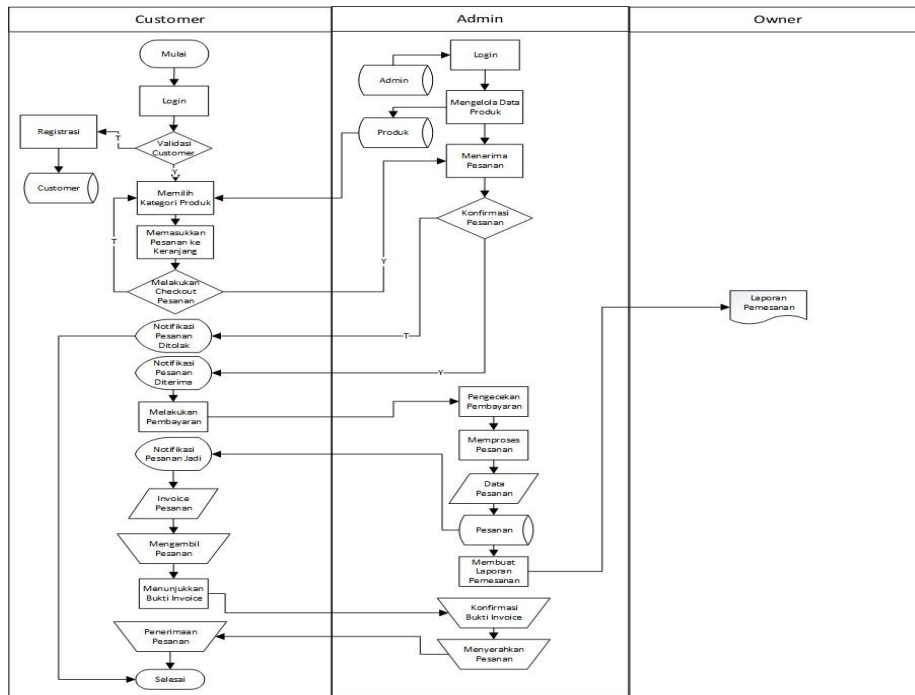 Customer
Admin
Owner
Mulai
Login
Registrasi
T
Validasi
Customer
Y
Customer
Memilih
Kategori Produk
Memasukkan
Pesanan ke
Keranjang
T
Melakukan
Checkout
Pesanan
Y
Notifikasi
Pesanan
Ditolak
Notifikasi
Pesanan
Diterima
Melakukan
Pembayaran
Notifikasi
Pesanan Jadi
Invoice
Pesanan
Mengambil
Pesanan
Menunjukkan
Bukti Invoice
Penerimaan
Pesanan
Selesai
Login
Admin
Mengelola Data
Produk
Produk
Menerima
Pesanan
Konfirmasi
Pesanan
T
Y
Pengecekan
Pembayaran
Memproses
Pesanan
Data
Pesanan
Pesanan
Membuat
Laporan
Pemesanan
Konfirmasi
Bukti Invoice
Menyerahkan
Pesanan
Laporan
Pemesanan